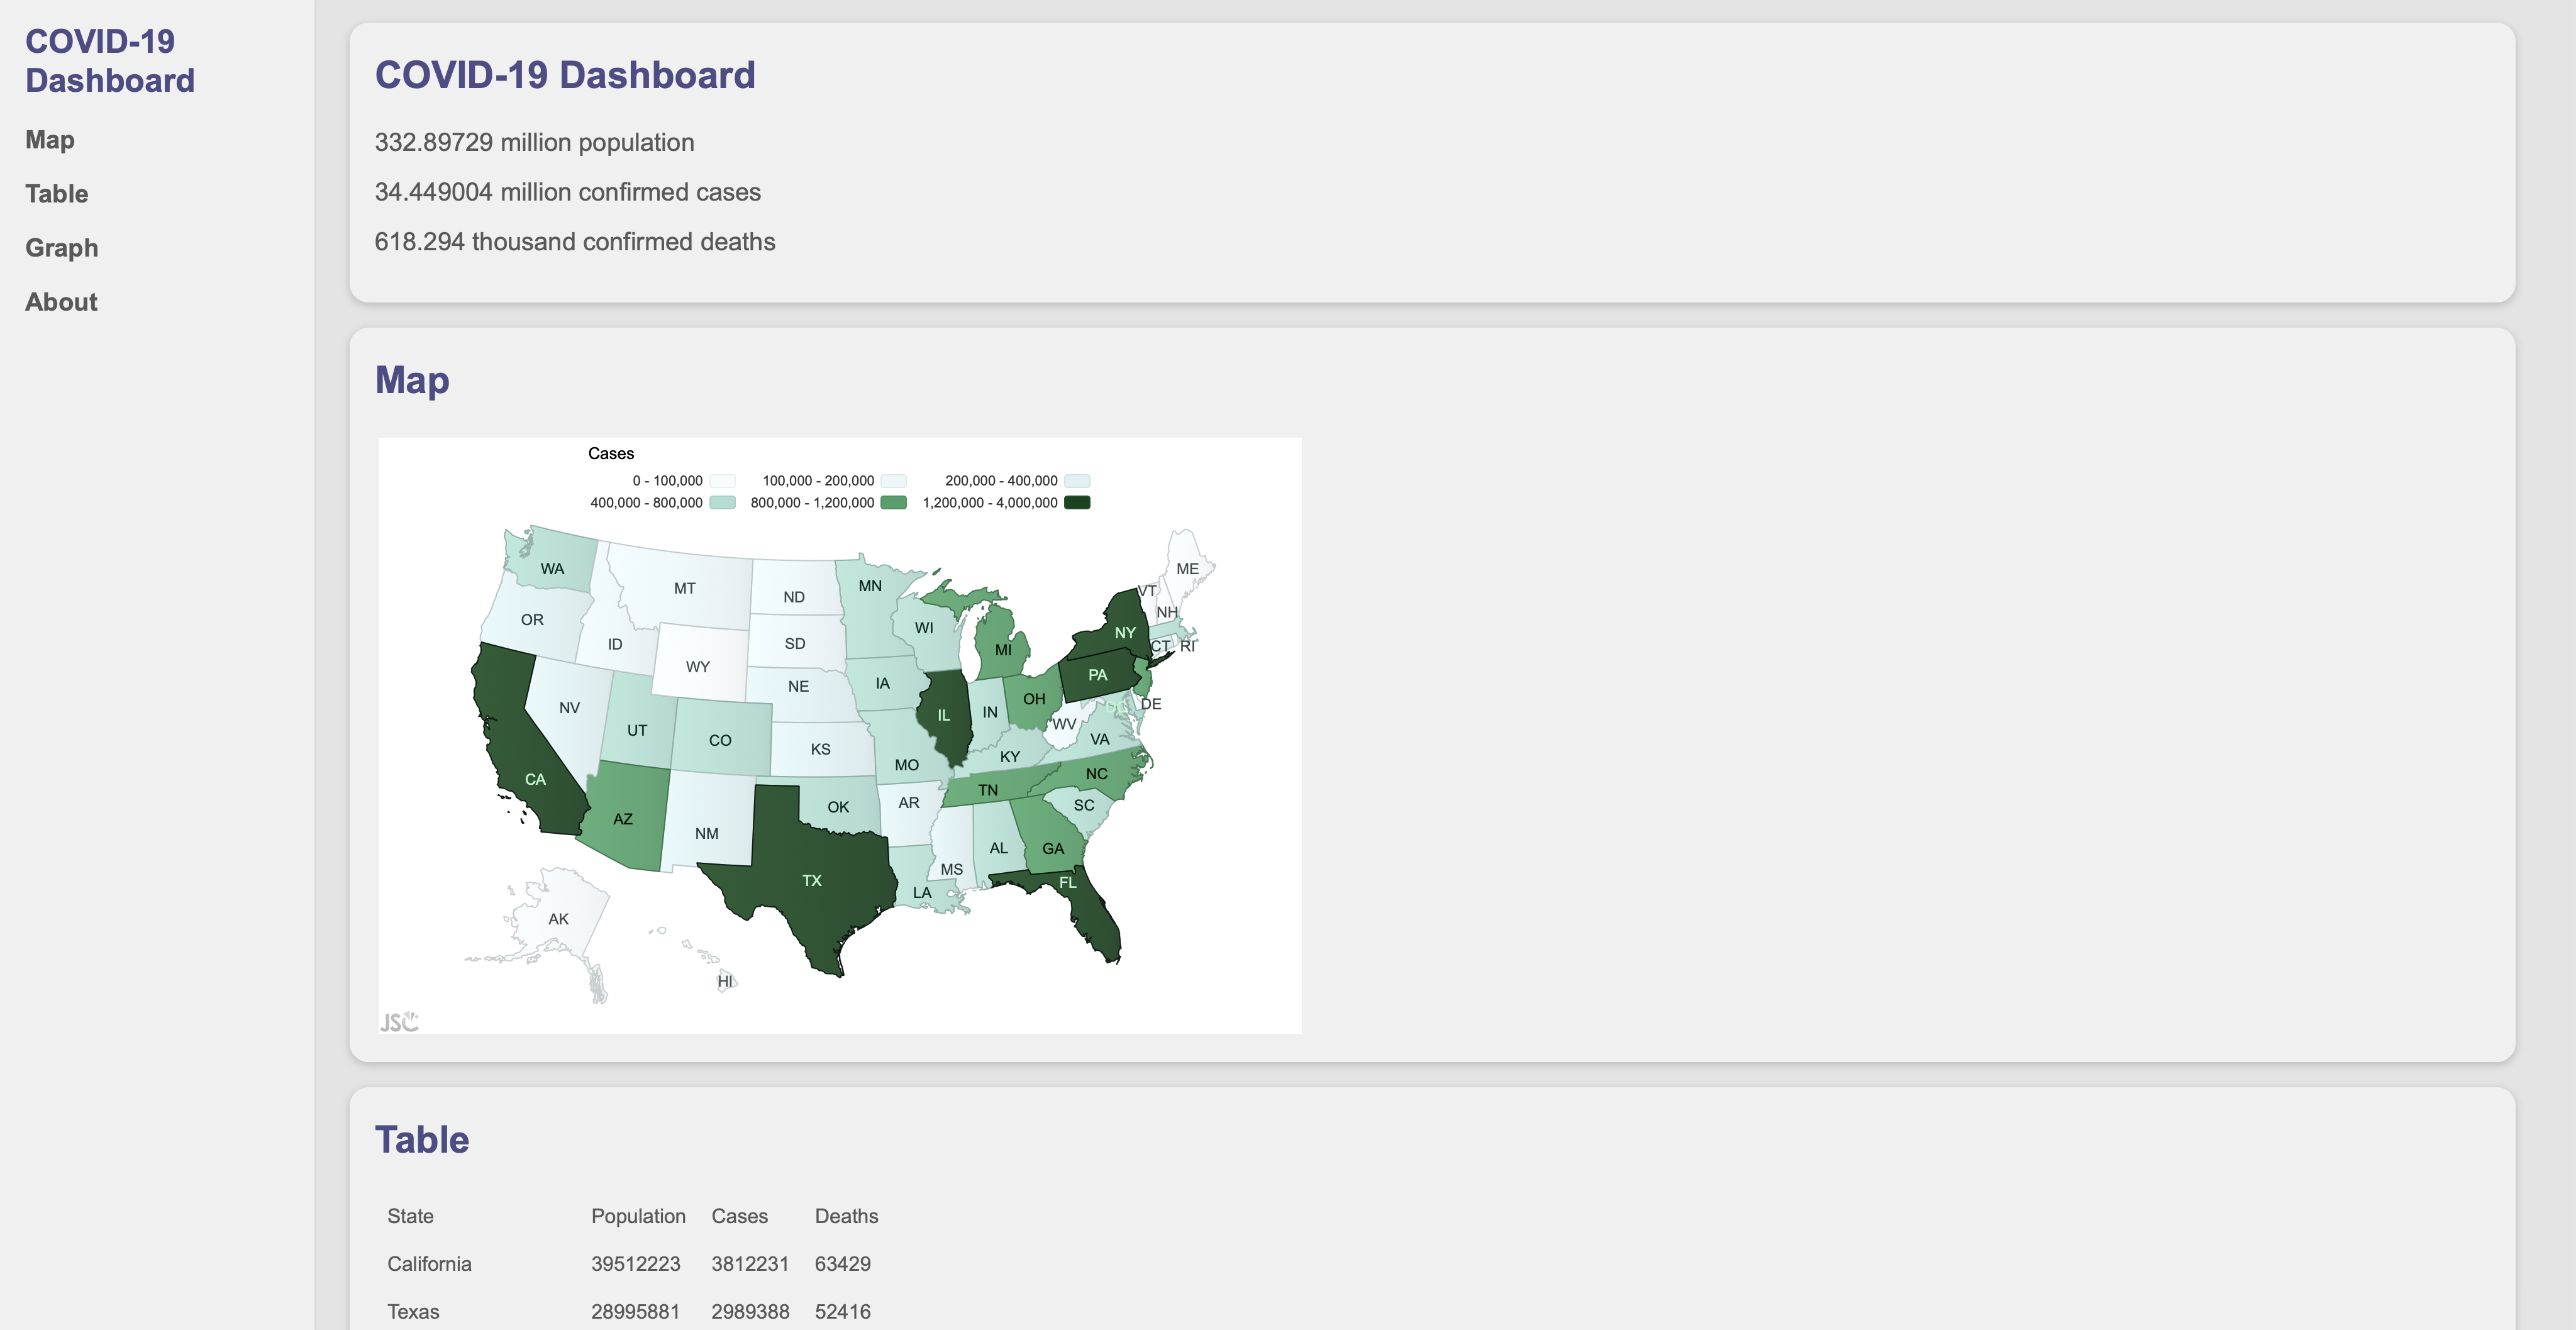 COVID-19
Dashboard
Map
Table
Graph
About
COVID-19 Dashboard
332.89729 million population
34.449004 million confirmed cases
618.294 thousand confirmed deaths
Map
Cases
0 - 100,000 100,000 - 200,000 200,000 - 400,000
400,000 - 800,000 800,000 - 1,200,000 1,200,000 - 4,000,000
WA
MT
ND
MN
ME
VT
NH
OR
ID
SD
WI
NY
MI
CT
RI
WY
NE
IA
PA
NV
UT
CO
IL
IN
OH
DE
DC
WV
VA
KS
MO
KY
CA
NC
TN
AZ
NM
OK
AR
SC
TX
LA
MS
AL
GA
FL
AK
HI
JSC
Table
State Population Cases Deaths
California 39512223 3812231 63429
Texas 28995881 2989388 52416